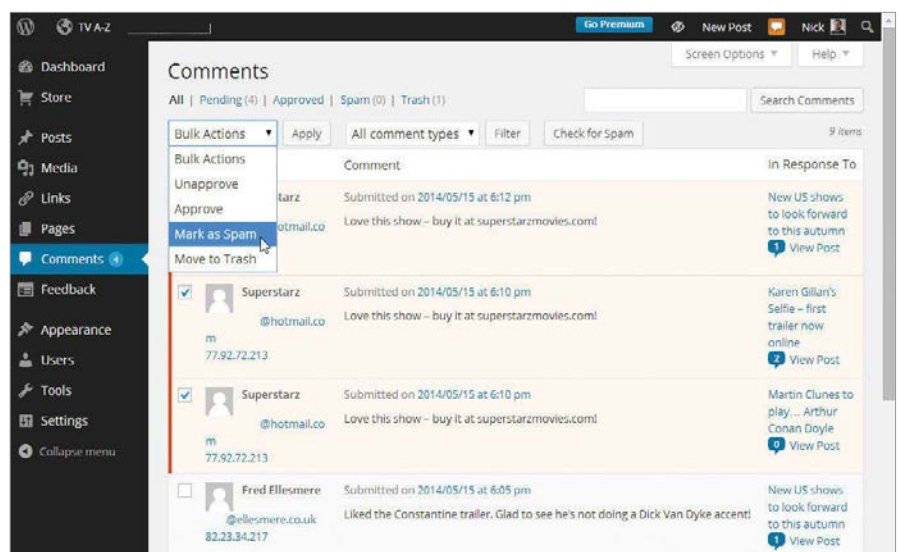 TV A-Z
Go Premium
New Post
Nick
Dashboard
Store
Posts
Media
Links
Pages
Comments
Feedback
Appearance
Users
Tools
Settings
Collapse menu
Screen Options
Help
Comments
All | Pending (4) | Approved | Spam (0) | Trash (1)
Search Comments
Bulk Actions
Apply
All comment types
Filter
Check for Spam
9 items
Bulk Actions
Unapprove
Approve
Mark as Spam
Move to Trash
Comment
In Response To
tarz
otmail.co
Submitted on 2014/05/15 at 6:12 pm
Love this show – buy it at superstarzmovies.com!
New US shows
to look forward
to this autumn
1 View Post
Superstarz
@hotmail.co
m
77.92.72.213
Submitted on 2014/05/15 at 6:10 pm
Love this show – buy it at superstarzmovies.com!
Karen Gillan's
Selfie – first
trailer now
online
2 View Post
Superstarz
@hotmail.co
m
77.92.72.213
Submitted on 2014/05/15 at 6:10 pm
Love this show – buy it at superstarzmovies.com!
Martin Clunes to
play... Arthur
Conan Doyle
0 View Post
Fred Ellesmere
@ellesmere.co.uk
82.23.34.217
Submitted on 2014/05/15 at 6:05 pm
Liked the Constantine trailer. Glad to see he's not doing a Dick Van Dyke accent!
New US shows
to look forward
to this autumn
1 View Post